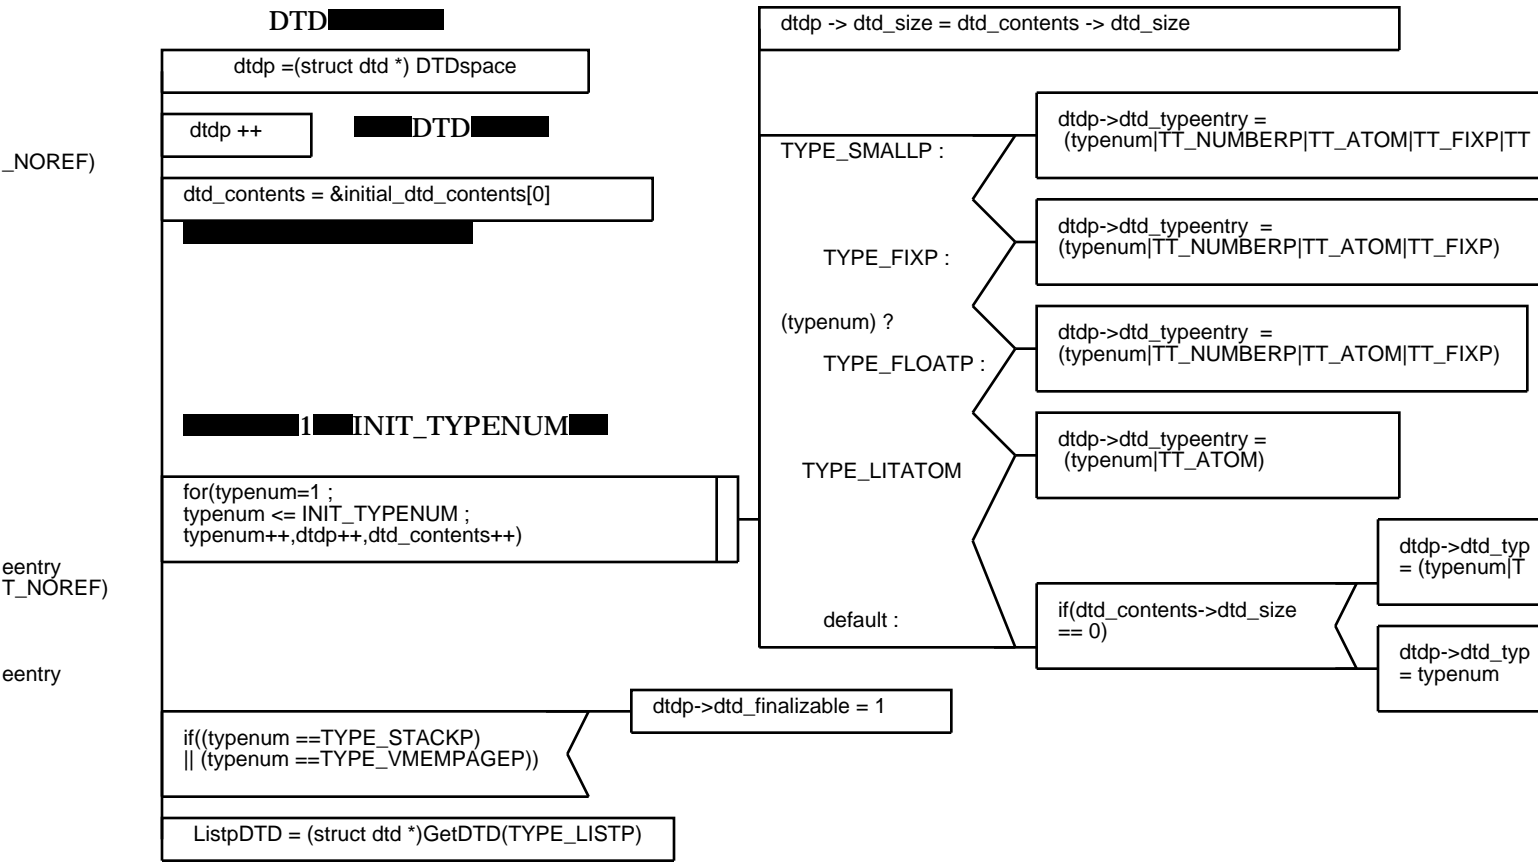 DTD
dtdp =(struct dtd *) DTDspace
dtdp ++
DTD
_NOREF)
dtd_contents = &initial_dtd_contents[0]
1 INIT_TYPENUM
for(typenum=1 ;
typenum <= INIT_TYPENUM ;
typenum++,dtdp++,dtd_contents++)
eentry
T_NOREF)
eentry
if((typenum ==TYPE_STACKP)
|| (typenum ==TYPE_VMEMPAGEP))
dtdp->dtd_finalizable = 1
ListpDTD = (struct dtd *)GetDTD(TYPE_LISTP)
dtdp -> dtd_size = dtd_contents -> dtd_size
TYPE_SMALLP :
dtdp->dtd_typeentry =
(typenum|TT_NUMBERP|TT_ATOM|TT_FIXP|TT
TYPE_FIXP :
dtdp->dtd_typeentry =
(typenum|TT_NUMBERP|TT_ATOM|TT_FIXP)
(typenum) ?
TYPE_FLOATP :
dtdp->dtd_typeentry =
(typenum|TT_NUMBERP|TT_ATOM|TT_FIXP)
TYPE_LITATOM
dtdp->dtd_typeentry =
(typenum|TT_ATOM)
default :
if(dtd_contents->dtd_size
== 0)
dtdp->dtd_typ
= (typenum|T
dtdp->dtd_typ
= typenum